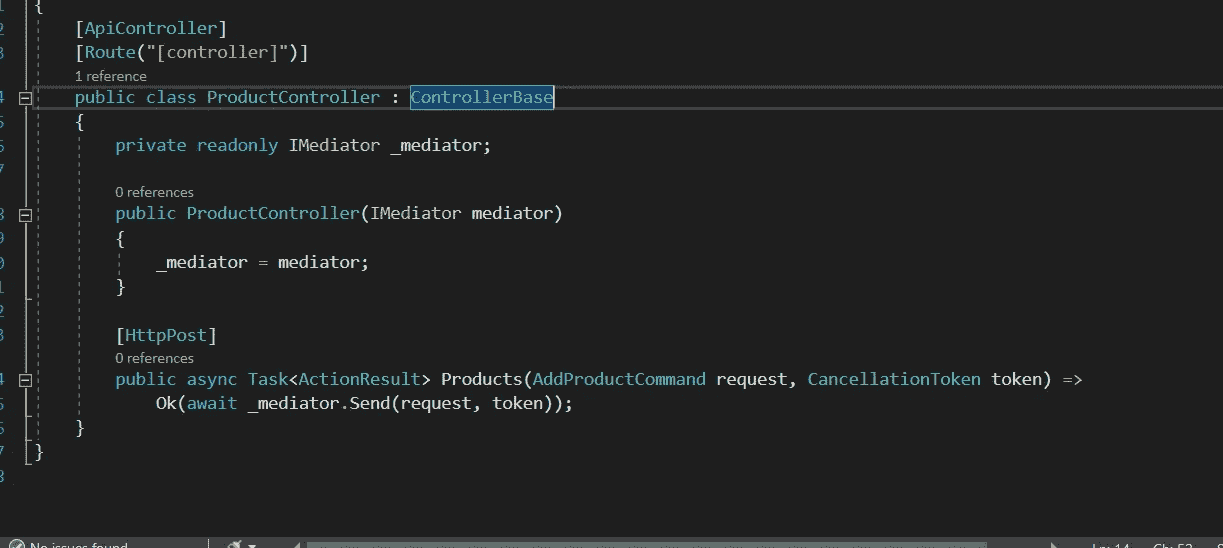 {
[ApiController]
[Route("[controller]")]
1 reference
public class ProductController : ControllerBase
{
private readonly IMediator _mediator;
0 references
public ProductController(IMediator mediator)
{
_mediator = mediator;
}
[HttpPost]
0 references
public async Task<ActionResult> Products(AddProductCommand request, CancellationToken token) =>
Ok(await _mediator.Send(request, token));
}
}
No issues found
Ln: 14 Ch: 52